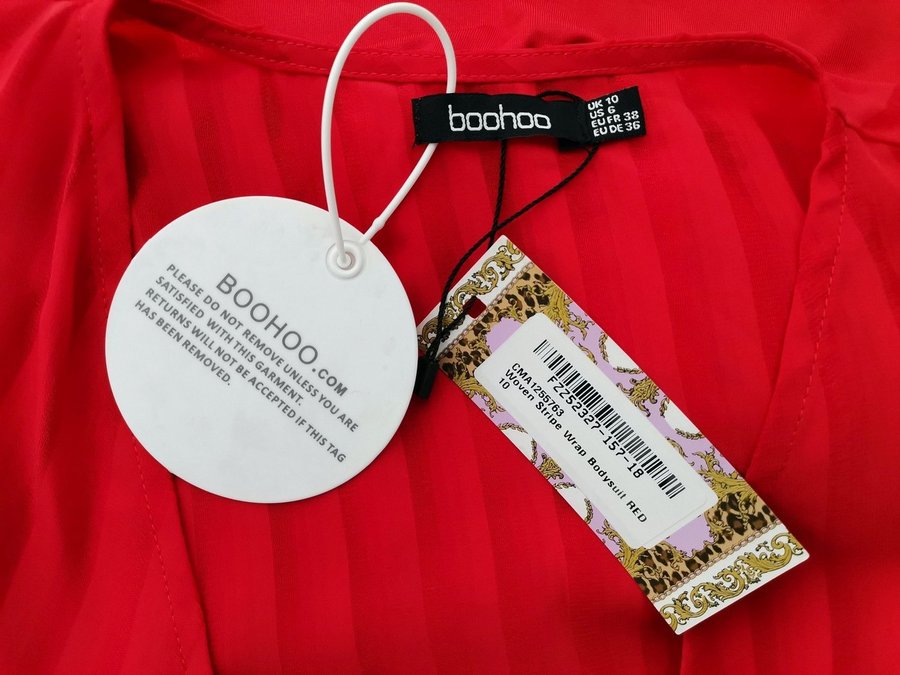 boohoo
UK 10
US 6
EU FR 38
EU DE 36
BOOHOO.COM
PLEASE DO NOT REMOVE UNLESS YOU ARE
SATISFIED WITH THIS GARMENT.
RETURNS WILL NOT BE ACCEPTED IF THIS TAG
HAS BEEN REMOVED.
FZZ52327-157-18
CMA1255763
Woven Stripe Wrap Bodysuit RED
10